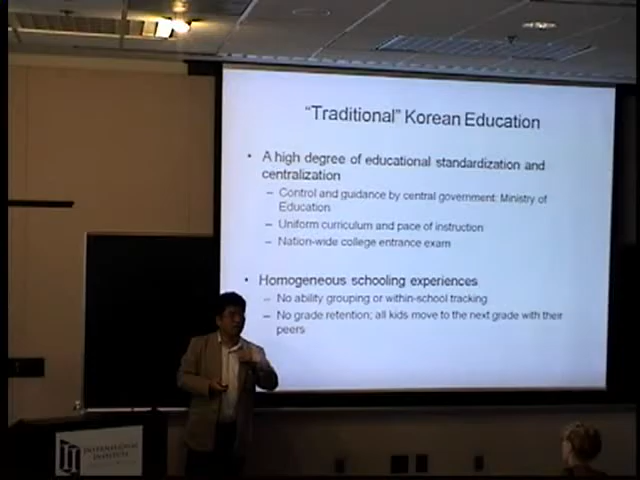 “Traditional” Korean Education
• A high degree of educational standardization and
centralization
– Control and guidance by central government: Ministry of
Education
– Uniform curriculum and pace of instruction
– Nation-wide college entrance exam
• Homogeneous schooling experiences
– No ability grouping or within-school tracking
– No grade retention; all kids move to the next grade with their
peers
INTERNATIONAL
INSTITUTE